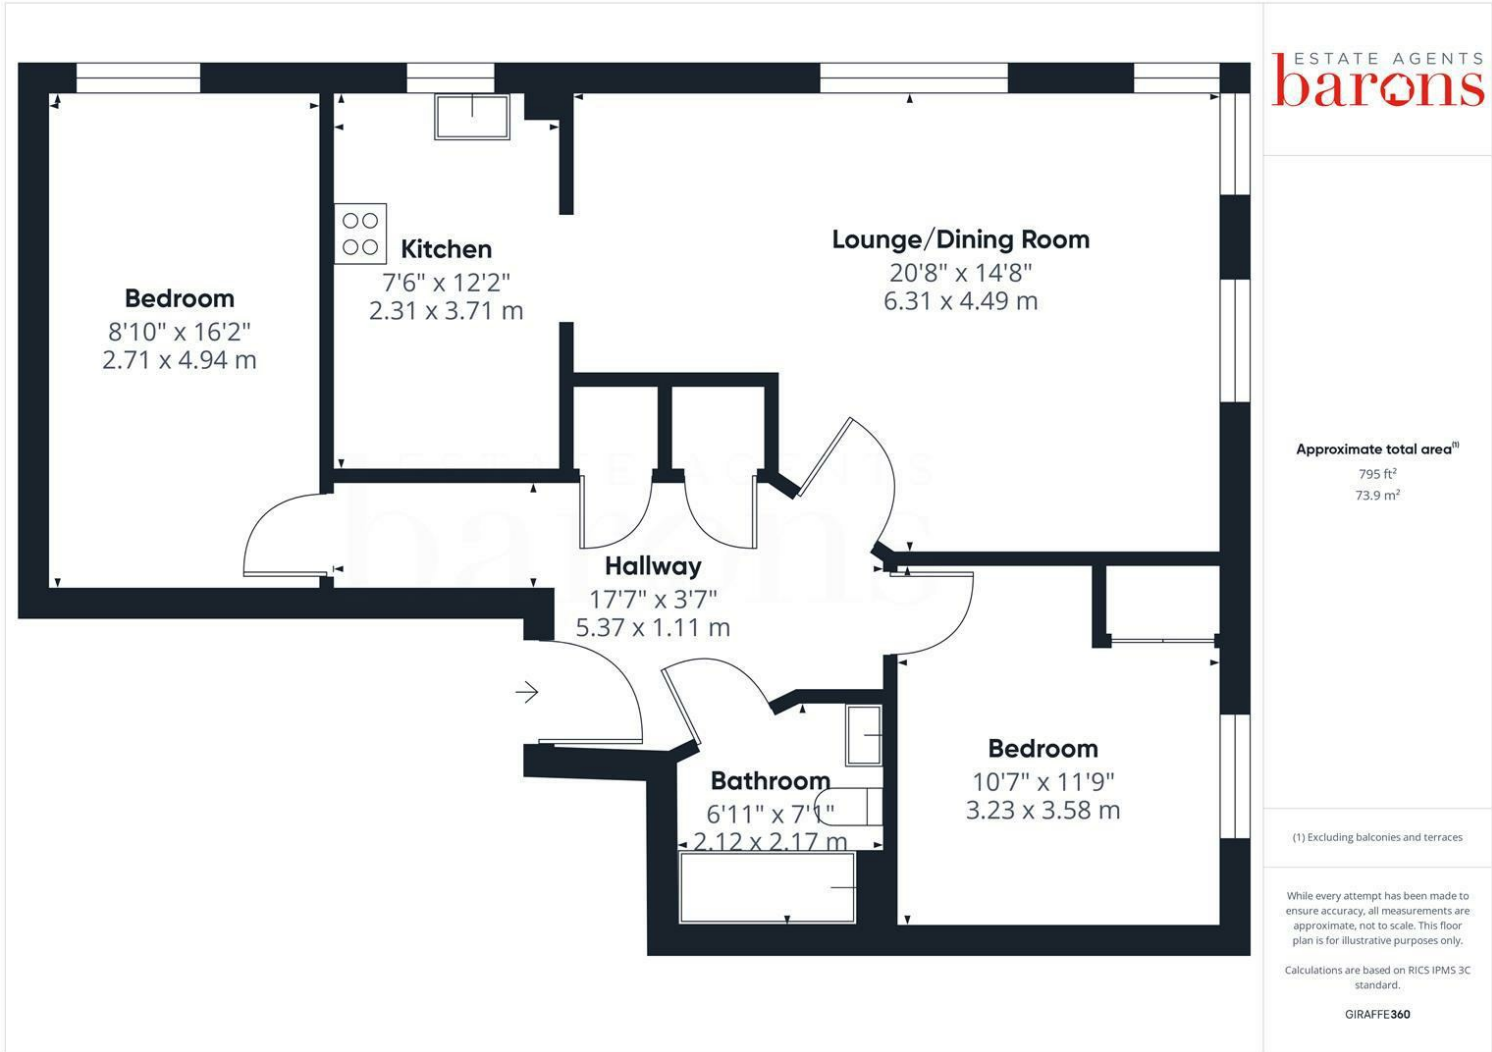 ESTATE AGENTS
barons
Bedroom
8'10" x 16'2"
2.71 x 4.94 m
Kitchen
7'6" x 12'2"
2.31 x 3.71 m
Lounge/Dining Room
20'8" x 14'8"
6.31 x 4.49 m
ESTATE AGENTS
barons
Hallway
17'7" x 3'7"
5.37 x 1.11 m
Bathroom
6'11" x 7'1"
2.12 x 2.17 m
Bedroom
10'7" x 11'9"
3.23 x 3.58 m
Approximate total area(1)
795 ft²
73.9 m²
(1) Excluding balconies and terraces
While every attempt has been made to
ensure accuracy, all measurements are
approximate, not to scale. This floor
plan is for illustrative purposes only.
Calculations are based on RICS IPMS 3C
standard.
GIRAFFE360